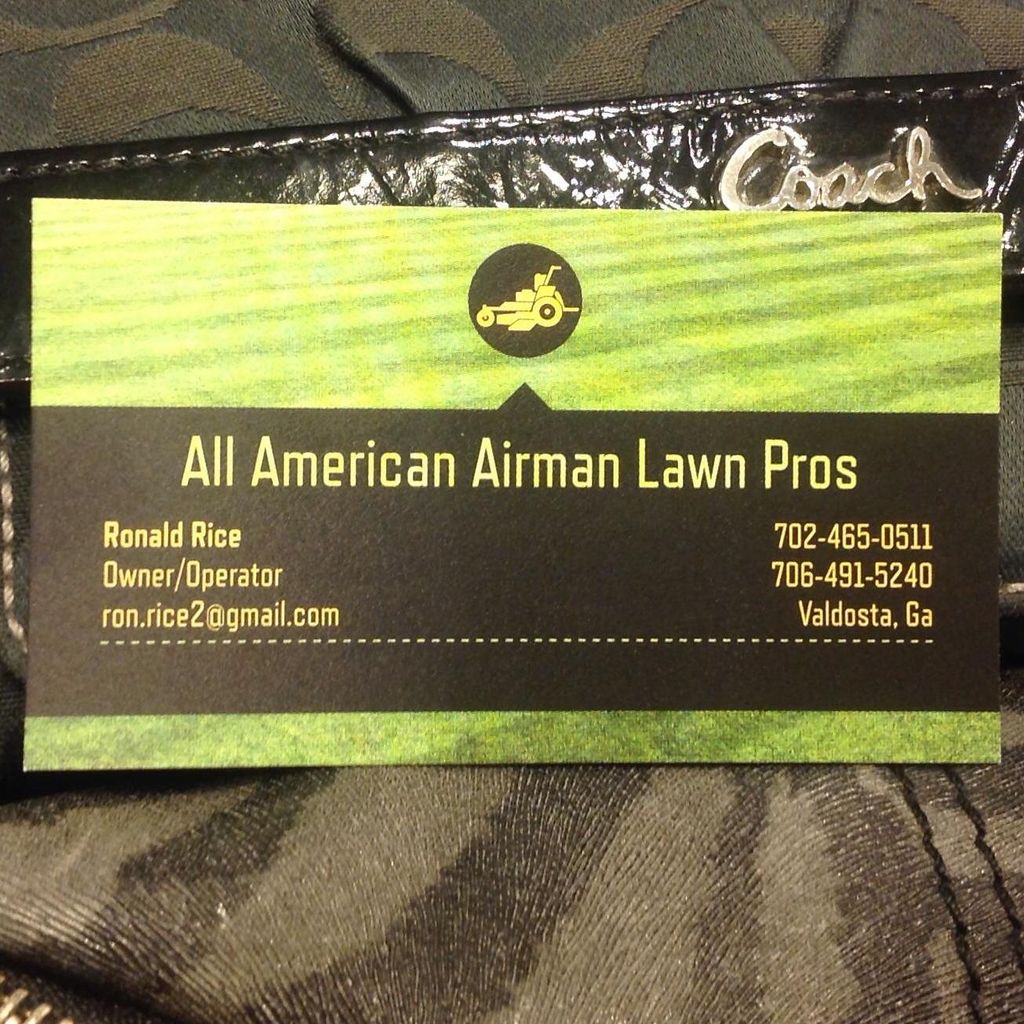 Coach
All American Airman Lawn Pros
Ronald Rice
Owner/Operator
ron.rice2@gmail.com
702-465-0511
706-491-5240
Valdosta, Ga